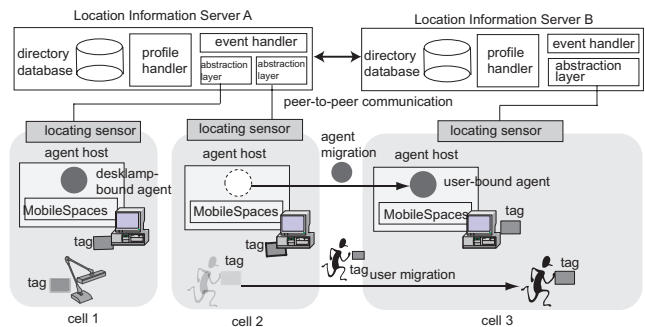 Location Information Server A
Location Information Server B
directory
database
profile
handler
event handler
abstraction
layer
abstraction
layer
directory
database
profile
handler
event handler
abstraction
layer
peer-to-peer communication
locating sensor
locating sensor
locating sensor
agent host
desklamp-
bound agent
MobileSpaces
tag
tag
cell 1
agent host
MobileSpaces
tag
cell 2
agent
migration
tag
user migration
agent host
user-bound agent
MobileSpaces
tag
tag
cell 3